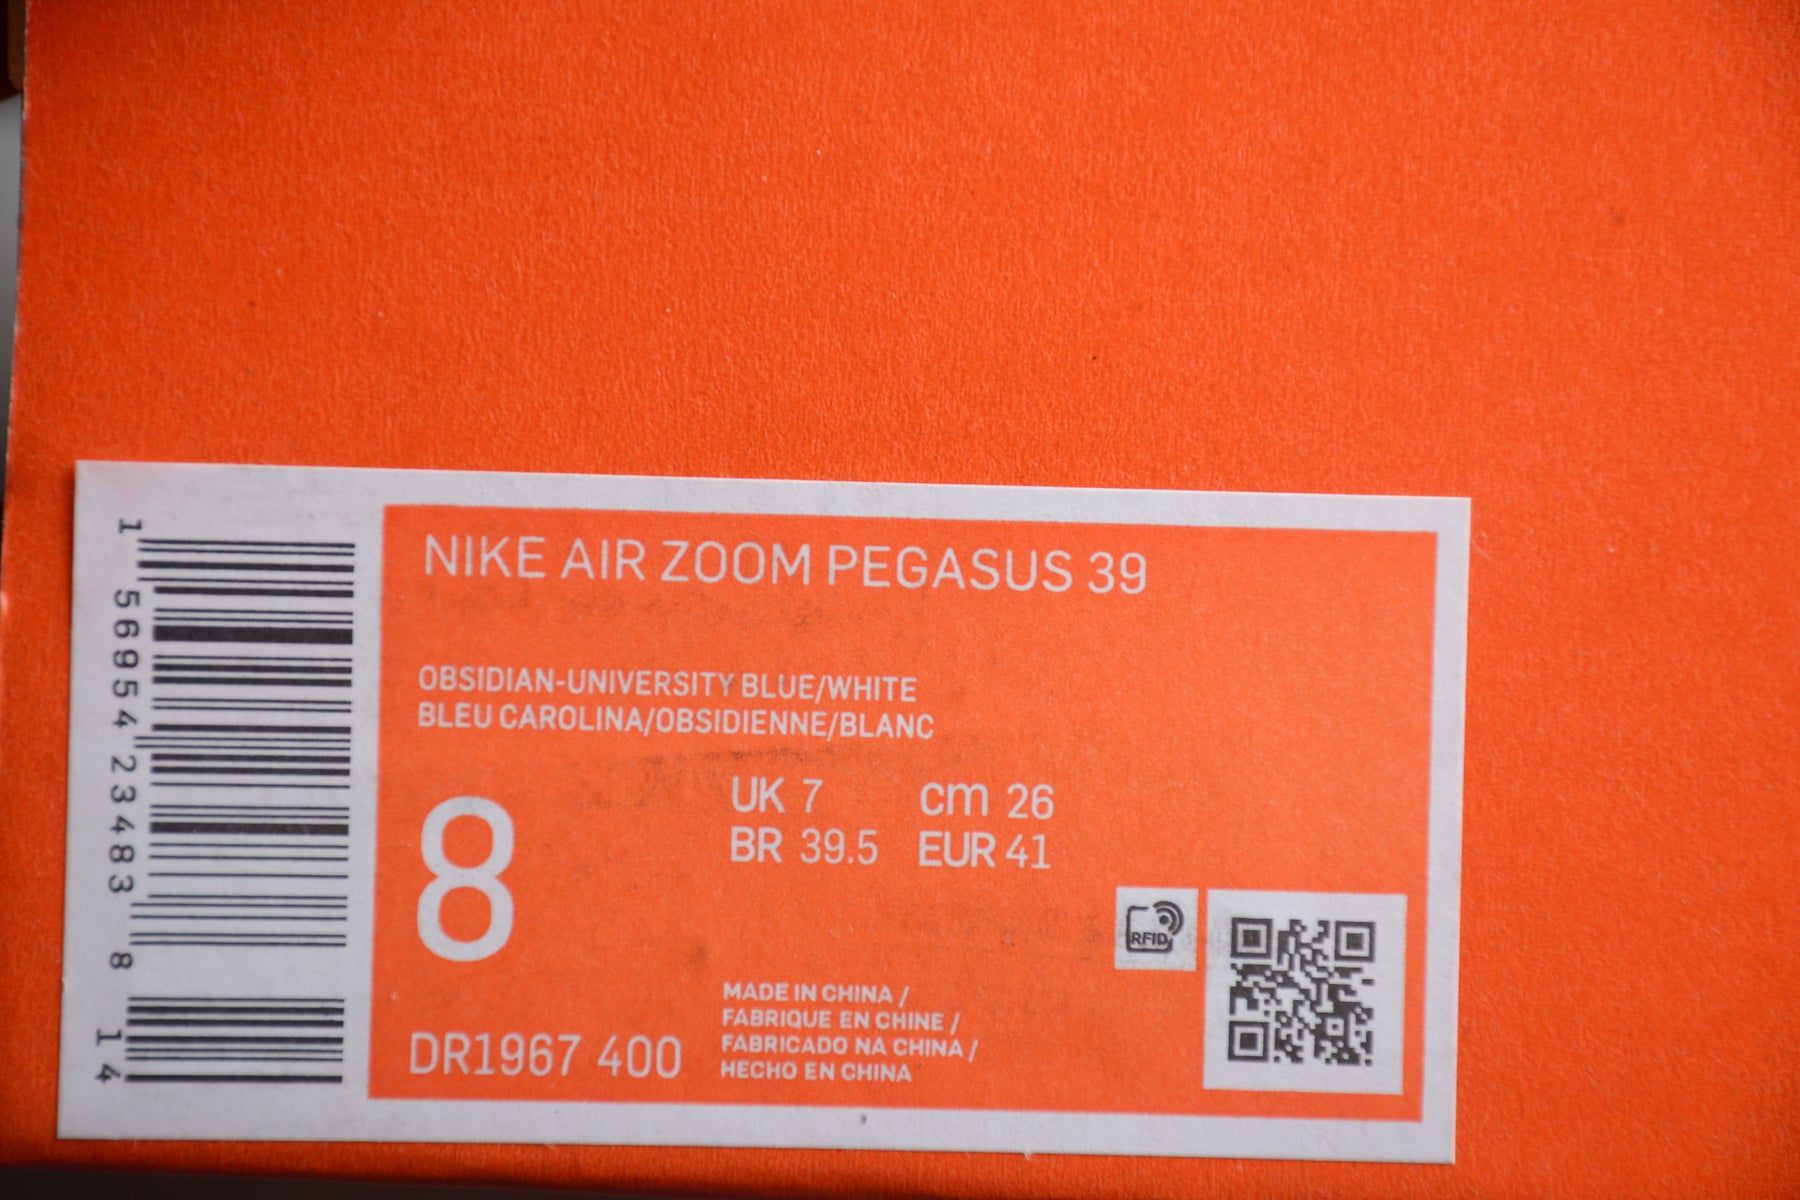 NIKE AIR ZOOM PEGASUS 39
OBSIDIAN-UNIVERSITY BLUE/WHITE
BLEU CAROLINA/OBSIDIENNE/BLANC
8
UK 7 cm 26
BR 39.5 EUR 41
RFID
MADE IN CHINA /
FABRIQUE EN CHINE /
FABRICADO NA CHINA /
HECHO EN CHINA
DR1967 400
1 56954 23483 8
14